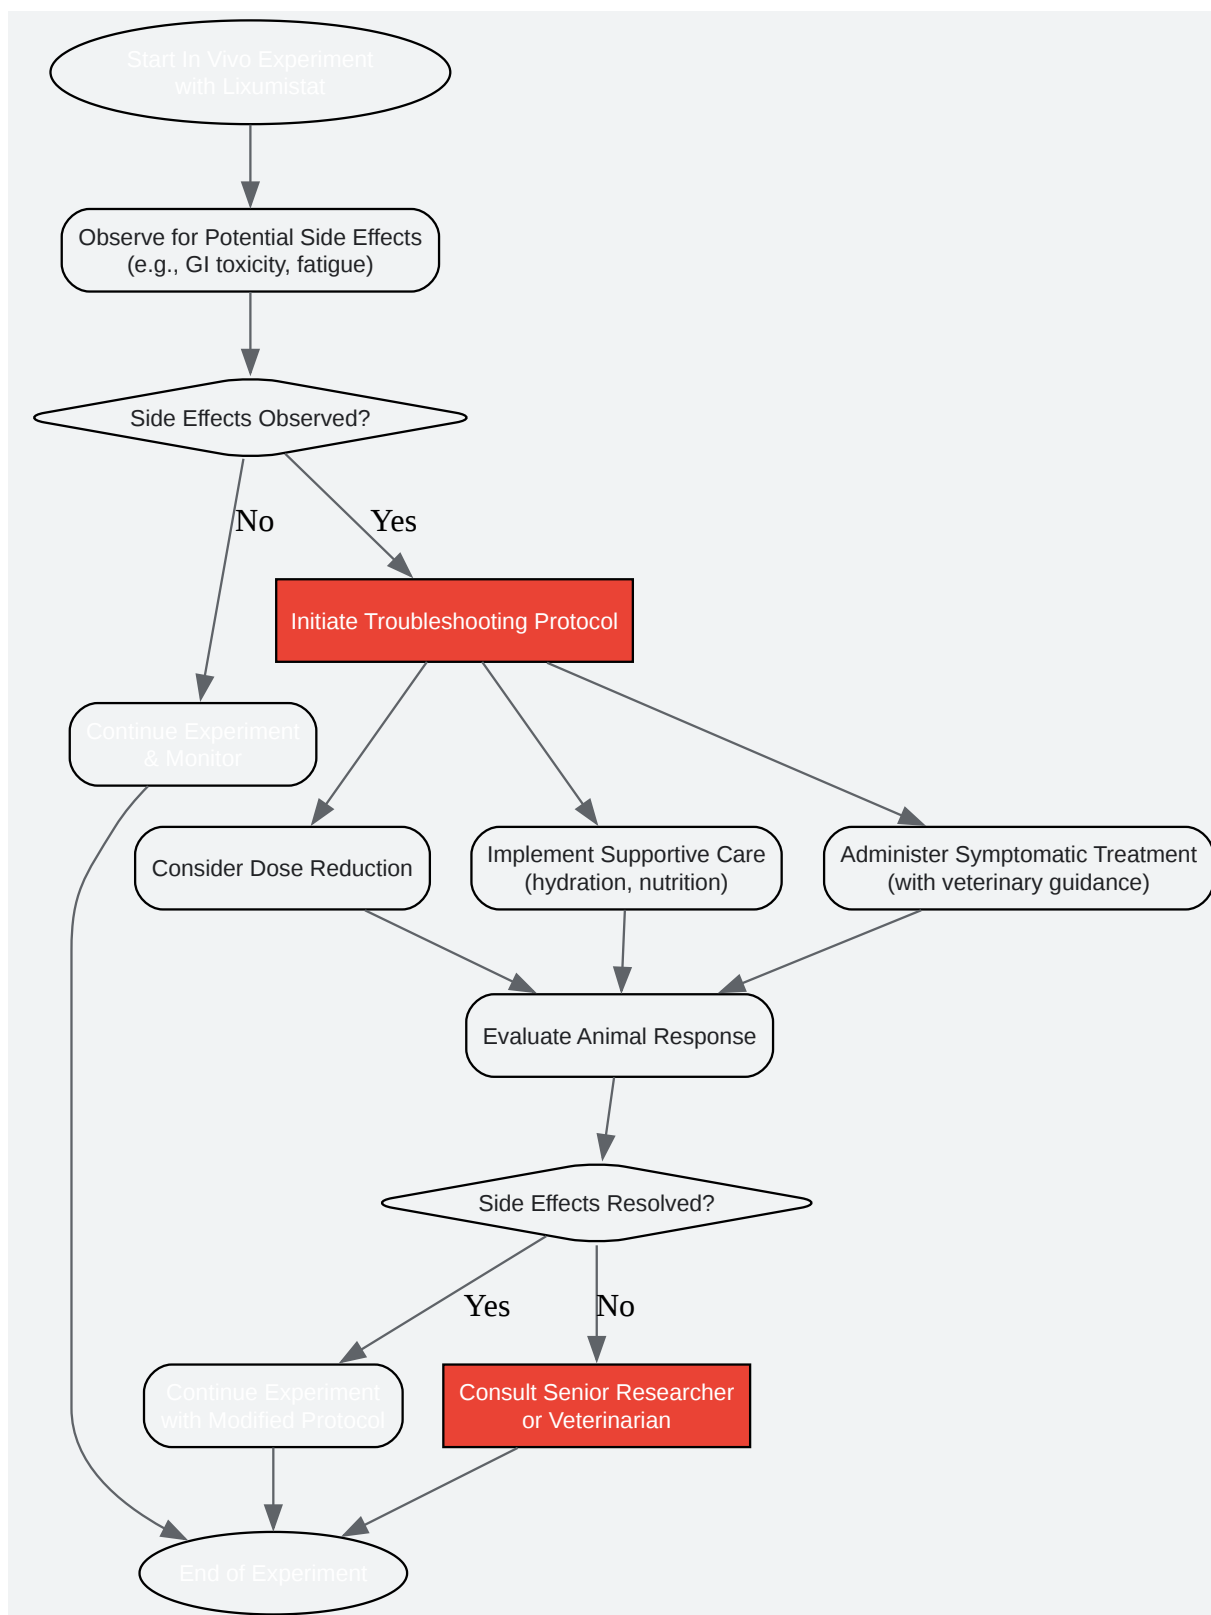 Start In Vivo Experiment
with Lixumistat
Observe for Potential Side Effects
(e.g., GI toxicity, fatigue)
Side Effects Observed?
No
Yes
Initiate Troubleshooting Protocol
Continue Experiment
& Monitor
Consider Dose Reduction
Implement Supportive Care
(hydration, nutrition)
Administer Symptomatic Treatment
(with veterinary guidance)
Evaluate Animal Response
Side Effects Resolved?
Yes
No
Continue Experiment
with Modified Protocol
Consult Senior Researcher
or Veterinarian
End of Experiment